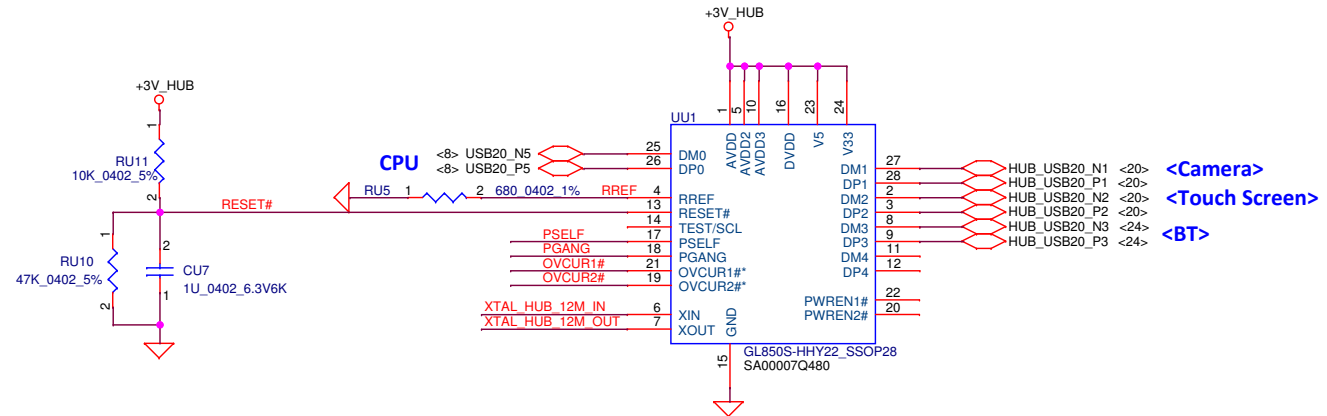 +3V_HUB
+3V_HUB
1
RU11
10K_0402_5%
2
RESET#
1
RU10
47K_0402_5%
2
2
CU7
1U_0402_6.3V6K
1
CPU
<8> USB20_N5
<8> USB20_P5
RU5 1 2 680_0402_1% RREF
PSELF
PGANG
OVCUR1#
OVCUR2#
XTAL_HUB_12M_IN
XTAL_HUB_12M_OUT
UU1
1 5 10 16 23 24
AVDD AVDD2 AVDD3 DVDD V5 V33
25 DM0
26 DP0
4 RREF
13 RESET#
14 TEST/SCL
17 PSELF
18 PGANG
21 OVCUR1#*
19 OVCUR2#*
6 XIN
7 XOUT
GND
15
DM1 27 HUB_USB20_N1 <20>
DP1 28 HUB_USB20_P1 <20>
DM2 2 HUB_USB20_N2 <20>
DP2 3 HUB_USB20_P2 <20>
DM3 8 HUB_USB20_N3 <24>
DP3 9 HUB_USB20_P3 <24>
DM4 11
DP4 12
PWREN1# 22
PWREN2# 20
<Camera>
<Touch Screen>
<BT>
GL850S-HHY22_SSOP28
SA00007Q480